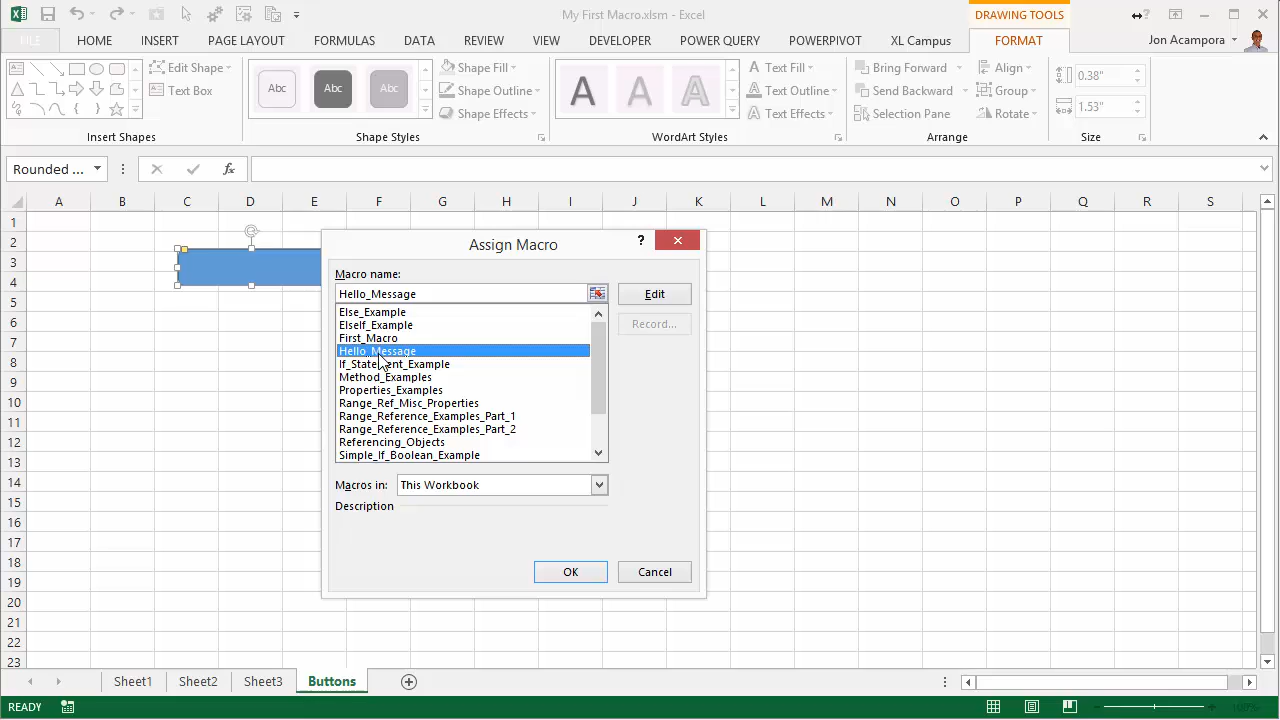 My First Macro.xlsm - Excel
DRAWING TOOLS
?
FILE
HOME
INSERT
PAGE LAYOUT
FORMULAS
DATA
REVIEW
VIEW
DEVELOPER
POWER QUERY
POWERPIVOT
XL Campus
FORMAT
Jon Acampora
Edit Shape
Text Box
Insert Shapes
Abc
Abc
Abc
Shape Fill
Shape Outline
Shape Effects
Shape Styles
A
A
A
Text Fill
Text Outline
Text Effects
WordArt Styles
Bring Forward
Send Backward
Selection Pane
Align
Group
Rotate
Arrange
0.38"
1.53"
Size
Rounded ...
fx
A B C D E F G H I J K L M N O P Q R S
1
2
3
4
5
6
7
8
9
10
11
12
13
14
15
16
17
18
19
20
21
22
23
Assign Macro
?
Macro name:
Hello_Message
Edit
Record...
Else_Example
ElseIf_Example
First_Macro
Hello_Message
If_Statement_Example
Method_Examples
Properties_Examples
Range_Ref_Misc_Properties
Range_Reference_Examples_Part_1
Range_Reference_Examples_Part_2
Referencing_Objects
Simple_If_Boolean_Example
Macros in: This Workbook
Description
OK
Cancel
Sheet1
Sheet2
Sheet3
Buttons
READY